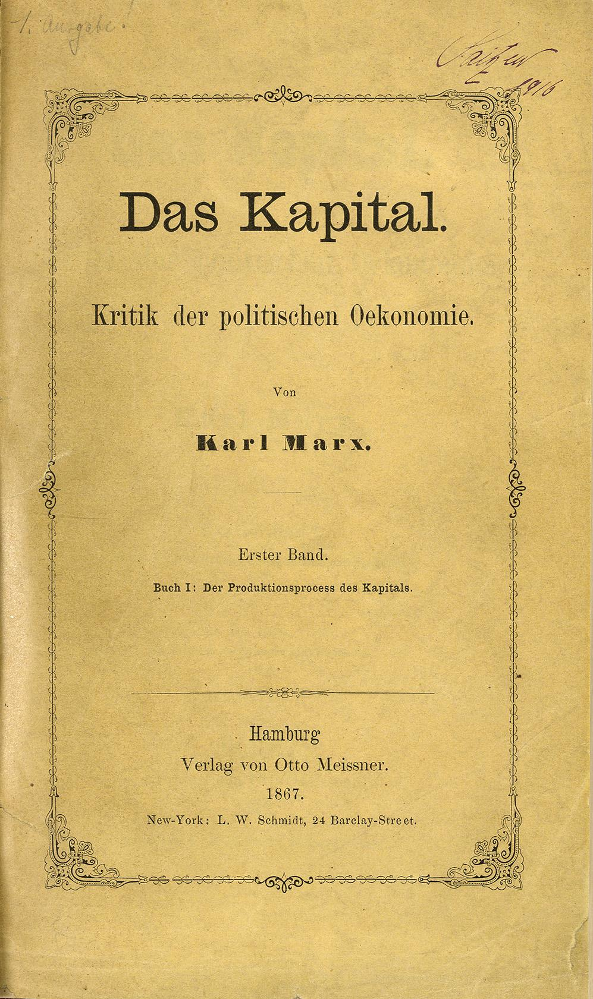 1. Ausgabe!
Saitzew
1916
Das Kapital.
Kritik der politischen Oekonomie.
Von
Karl Marx.
Erster Band.
Buch I: Der Produktionsprocess des Kapitals.
Hamburg
Verlag von Otto Meissner.
1867.
New-York: L. W. Schmidt, 24 Barclay-Street.